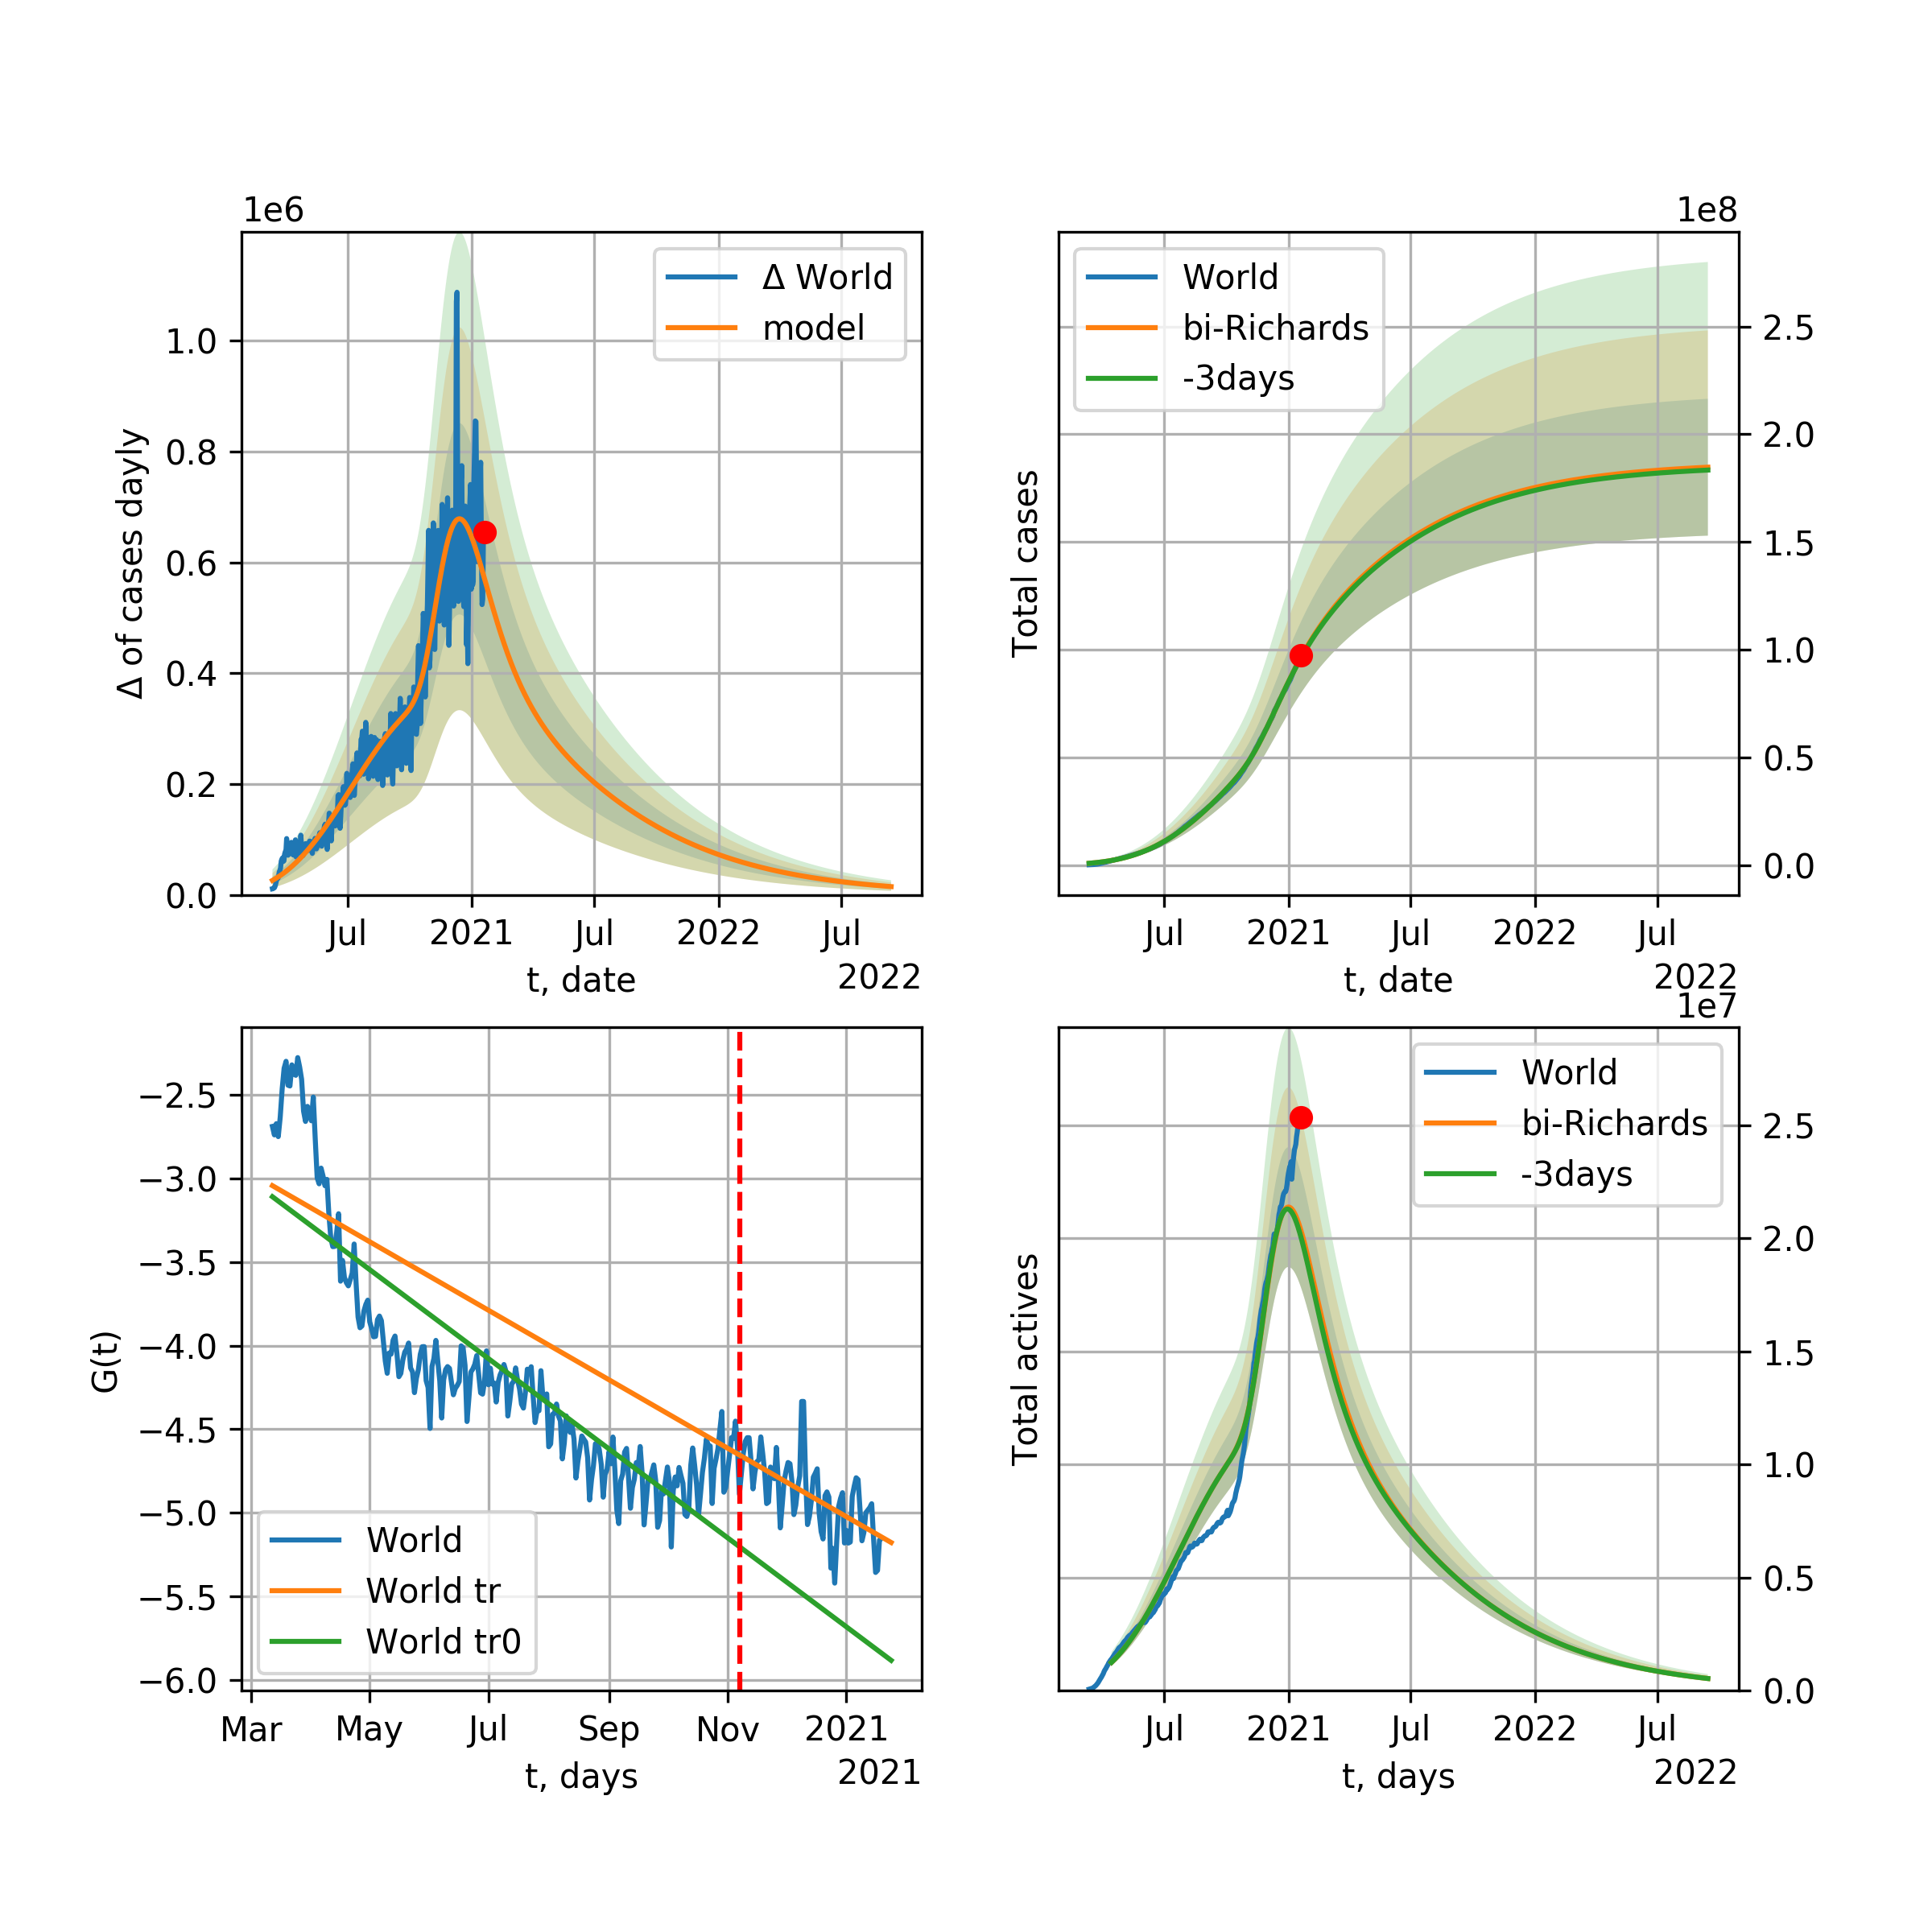 1e6
Δ of cases dayly
1.0
0.8
0.6
0.4
0.2
0.0
Δ World
model
Jul
2021
Jul
2022
Jul
t, date
2022
1e8
Total cases
World
bi-Richards
-3days
2.5
2.0
1.5
1.0
0.5
0.0
Jul
2021
Jul
2022
Jul
t, date
2022
G(t)
−2.5
−3.0
−3.5
−4.0
−4.5
−5.0
−5.5
−6.0
World
World tr
World tr0
Mar
May
Jul
Sep
Nov
2021
t, days
2021
1e7
Total actives
World
bi-Richards
-3days
2.5
2.0
1.5
1.0
0.5
0.0
Jul
2021
Jul
2022
Jul
t, days
2022